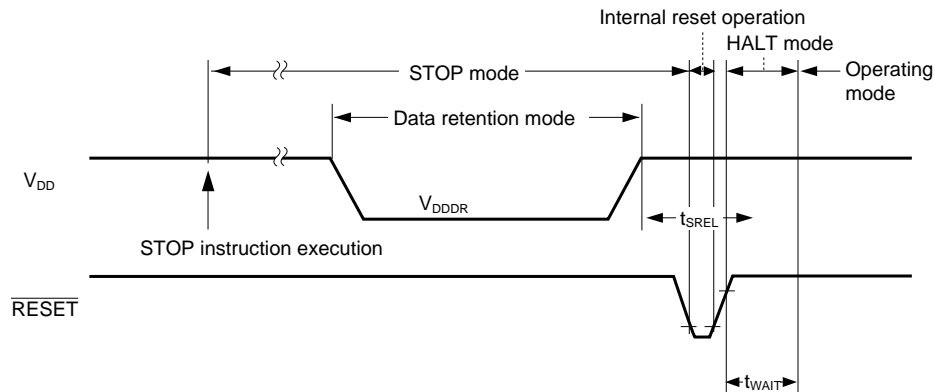 Internal reset operation
HALT mode
STOP mode
Operating
mode
Data retention mode
VDD
VDDDR
tSREL
STOP instruction execution
RESET
tWAIT